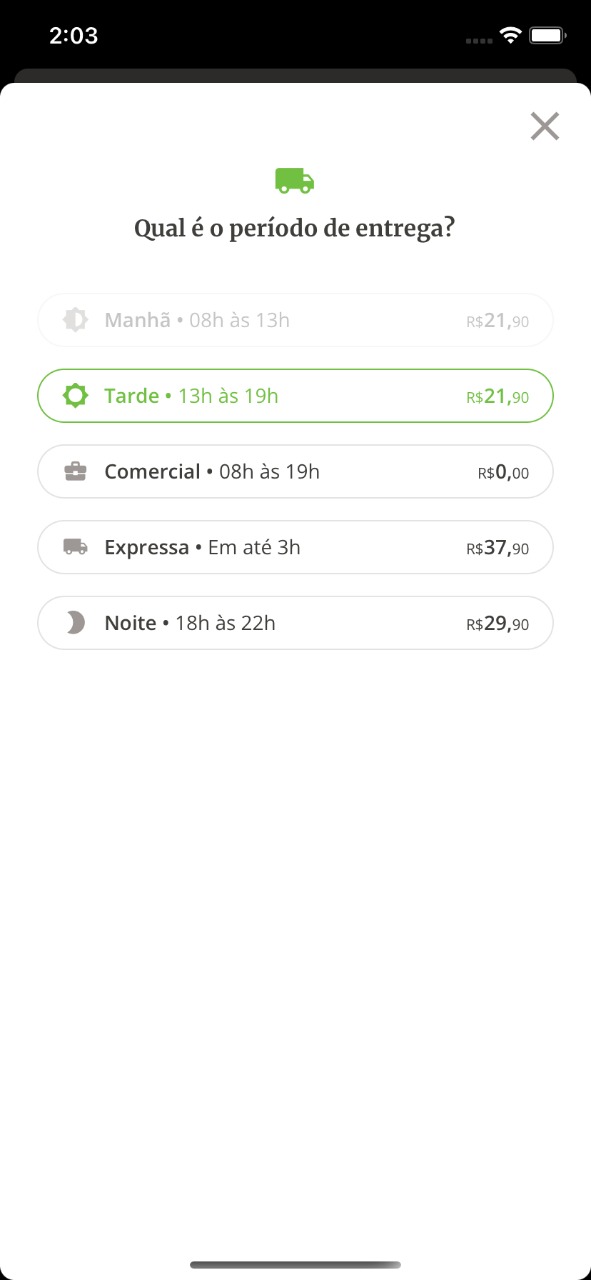 2:03
Qual é o período de entrega?
Manhã • 08h às 13h R$21,90
Tarde • 13h às 19h R$21,90
Comercial • 08h às 19h R$0,00
Expressa • Em até 3h R$37,90
Noite • 18h às 22h R$29,90